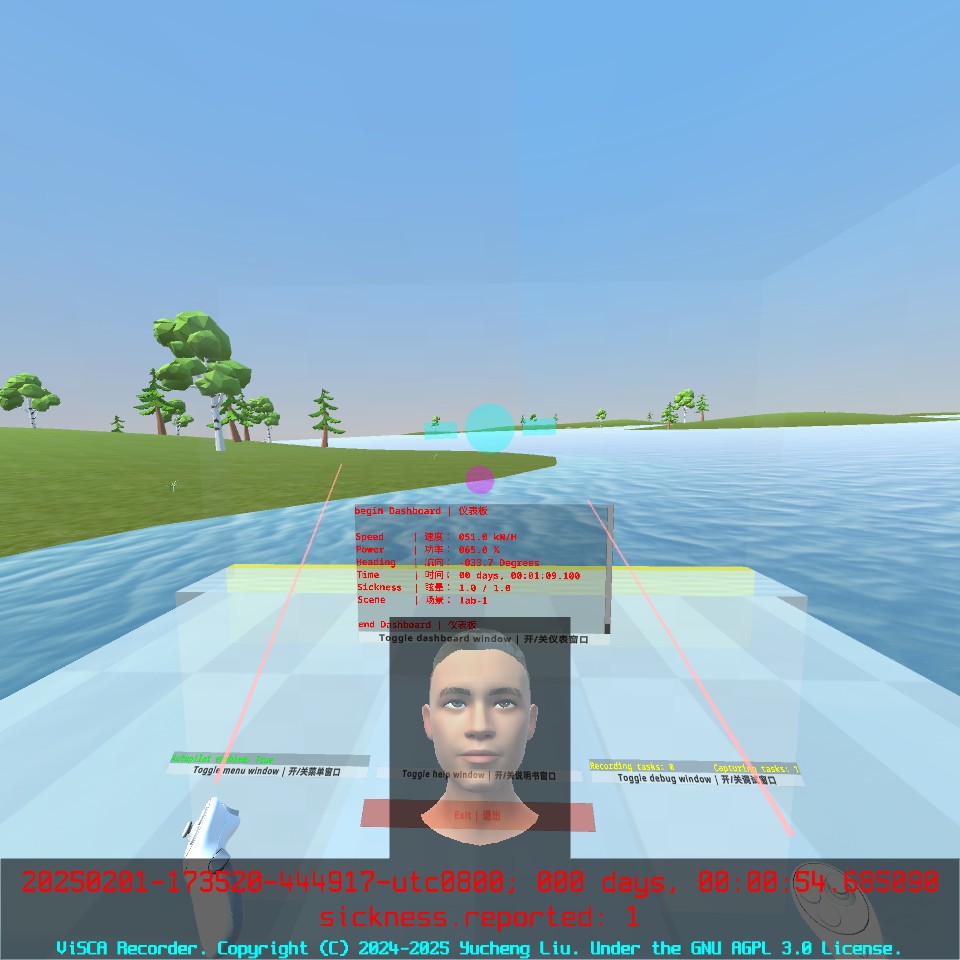 begin Dashboard | 仪表板
Speed | 速度: 051.0 kN/H
Power | 功率: 065.0 %
Heading | 航向: -033.7 Degrees
Time | 时间: 00 days, 00:01:09.100
Sickness | 眩晕: 1.0 / 1.0
Scene | 场景: lab-1
end Dashboard | 仪表板
Toggle dashboard window | 开/关仪表窗口
Autopilot enabled: True
Toggle menu window | 开/关菜单窗口
Toggle help window | 开/关说明书窗口
Recording tasks: 0 Capturing tasks: 1
Toggle debug window | 开/关调试窗口
Exit | 退出
20250201-173520-444917-utc0800; 000 days, 00:00:54.685090
sickness.reported: 1
ViSCA Recorder. Copyright (C) 2024-2025 Yucheng Liu. Under the GNU AGPL 3.0 License.